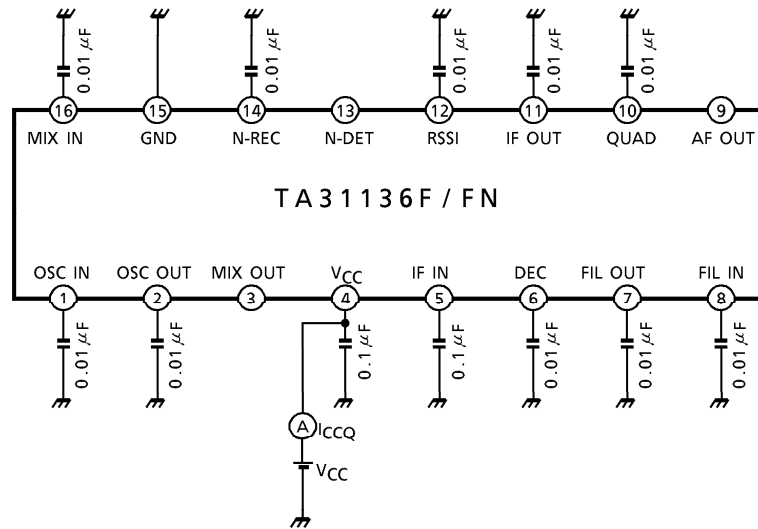 0.01 μF
0.01 μF
0.01 μF
0.01 μF
0.01 μF
16 15 14 13 12 11 10 9
MIX IN GND N-REC N-DET RSSI IF OUT QUAD AF OUT
TA31136F / FN
OSC IN OSC OUT MIX OUT VCC IF IN DEC FIL OUT FIL IN
1 2 3 4 5 6 7 8
0.01 μF
0.01 μF
0.1 μF
0.1 μF
0.01 μF
0.01 μF
0.01 μF
A ICCQ
VCC